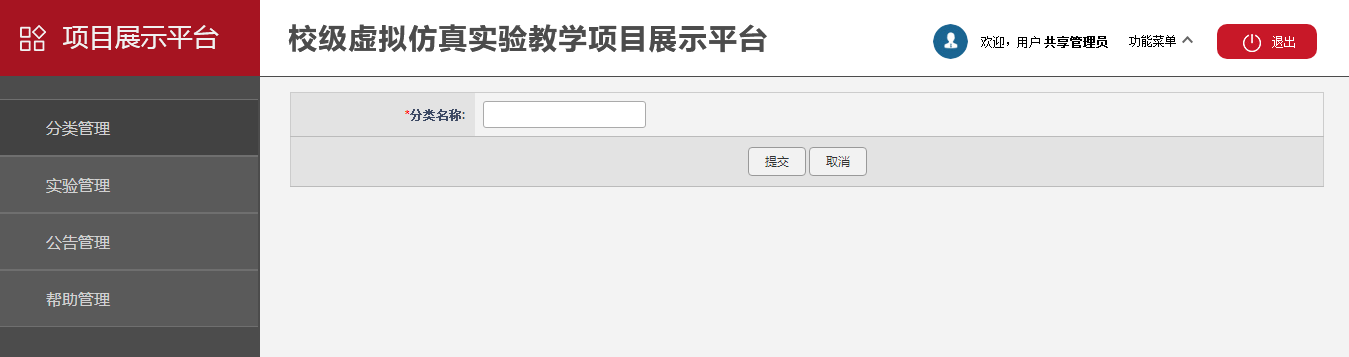 项目展示平台
校级虚拟仿真实验教学项目展示平台
欢迎，用户 共享管理员 功能菜单 退出
分类管理
实验管理
公告管理
帮助管理
*分类名称:
提交 取消